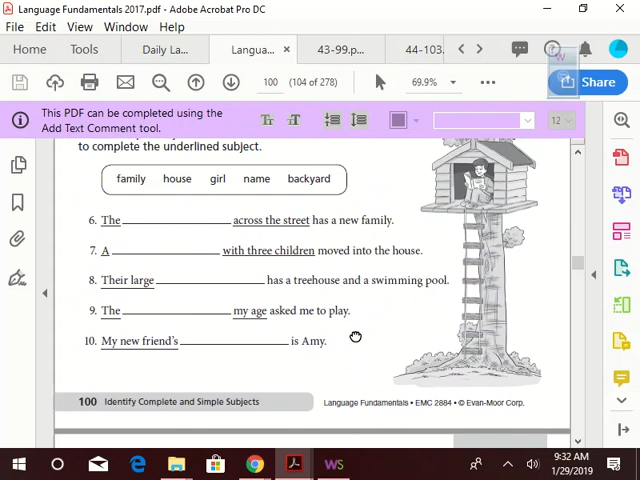 Language Fundamentals 2017.pdf - Adobe Acrobat Pro DC
File Edit View Window Help
Home Tools Daily La... Langua... × 43-99.p... 44-103.
100 (104 of 278) 69.9% Share
This PDF can be completed using the
Add Text Comment tool.
12
to complete the underlined subject.
family house girl name backyard
6. The ____________ across the street has a new family.
7. A ____________ with three children moved into the house.
8. Their large ____________ has a treehouse and a swimming pool.
9. The ____________ my age asked me to play.
10. My new friend's ____________ is Amy.
100 Identify Complete and Simple Subjects
Language Fundamentals • EMC 2884 • © Evan-Moor Corp.
9:32 AM
1/29/2019